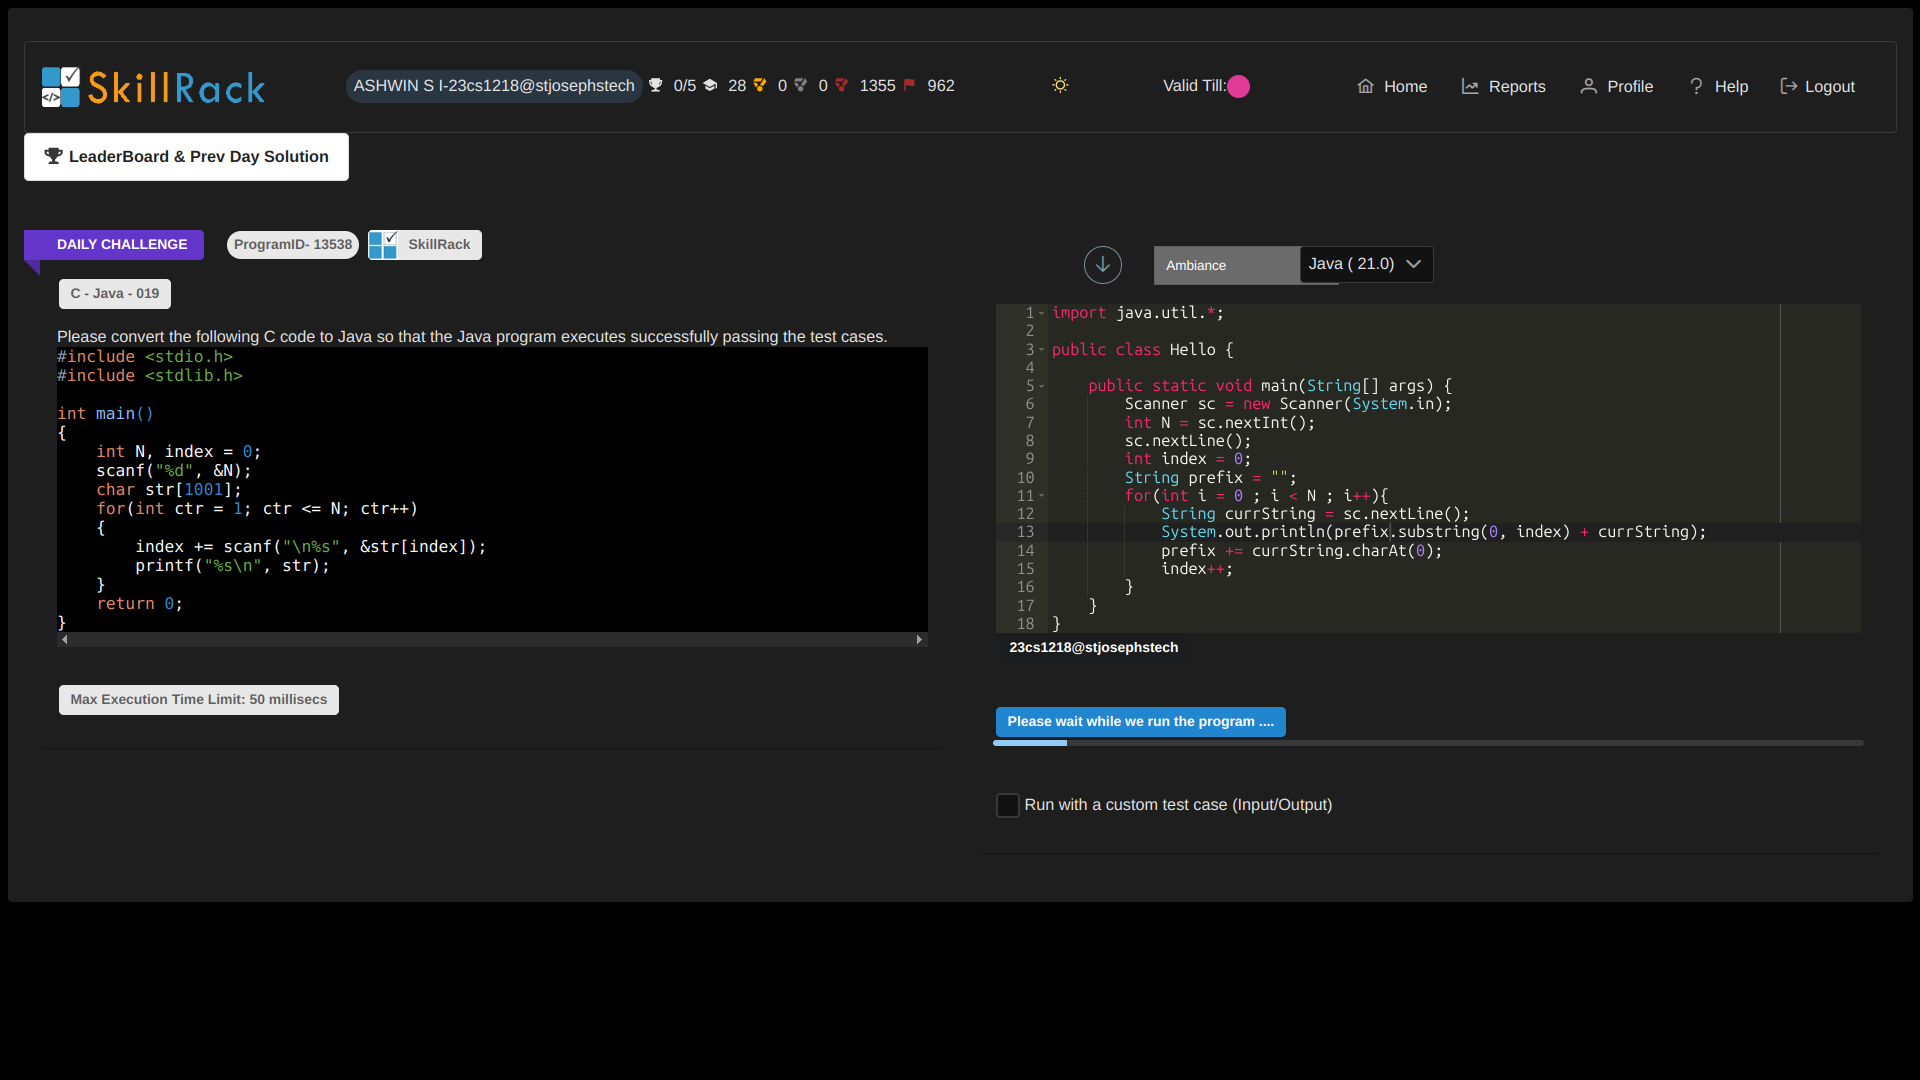 SkillRack
ASHWIN S I-23cs1218@stjosephstech 0/5 28 0 0 1355 962
Valid Till:
Home Reports Profile Help Logout
LeaderBoard & Prev Day Solution
DAILY CHALLENGE ProgramID- 13538 SkillRack
C - Java - 019
Please convert the following C code to Java so that the Java program executes successfully passing the test cases.
#include <stdio.h>
#include <stdlib.h>
int main()
{
    int N, index = 0;
    scanf("%d", &N);
    char str[1001];
    for(int ctr = 1; ctr <= N; ctr++)
    {
        index += scanf("\n%s", &str[index]);
        printf("%s\n", str);
    }
    return 0;
}
Max Execution Time Limit: 50 millisecs
Ambiance Java ( 21.0)
1 import java.util.*;
2
3 public class Hello {
4
5     public static void main(String[] args) {
6         Scanner sc = new Scanner(System.in);
7         int N = sc.nextInt();
8         sc.nextLine();
9         int index = 0;
10         String prefix = "";
11         for(int i = 0 ; i < N ; i++){
12             String currString = sc.nextLine();
13             System.out.println(prefix.substring(0, index) + currString);
14             prefix += currString.charAt(0);
15             index++;
16         }
17     }
18 }
23cs1218@stjosephstech
Please wait while we run the program ....
Run with a custom test case (Input/Output)